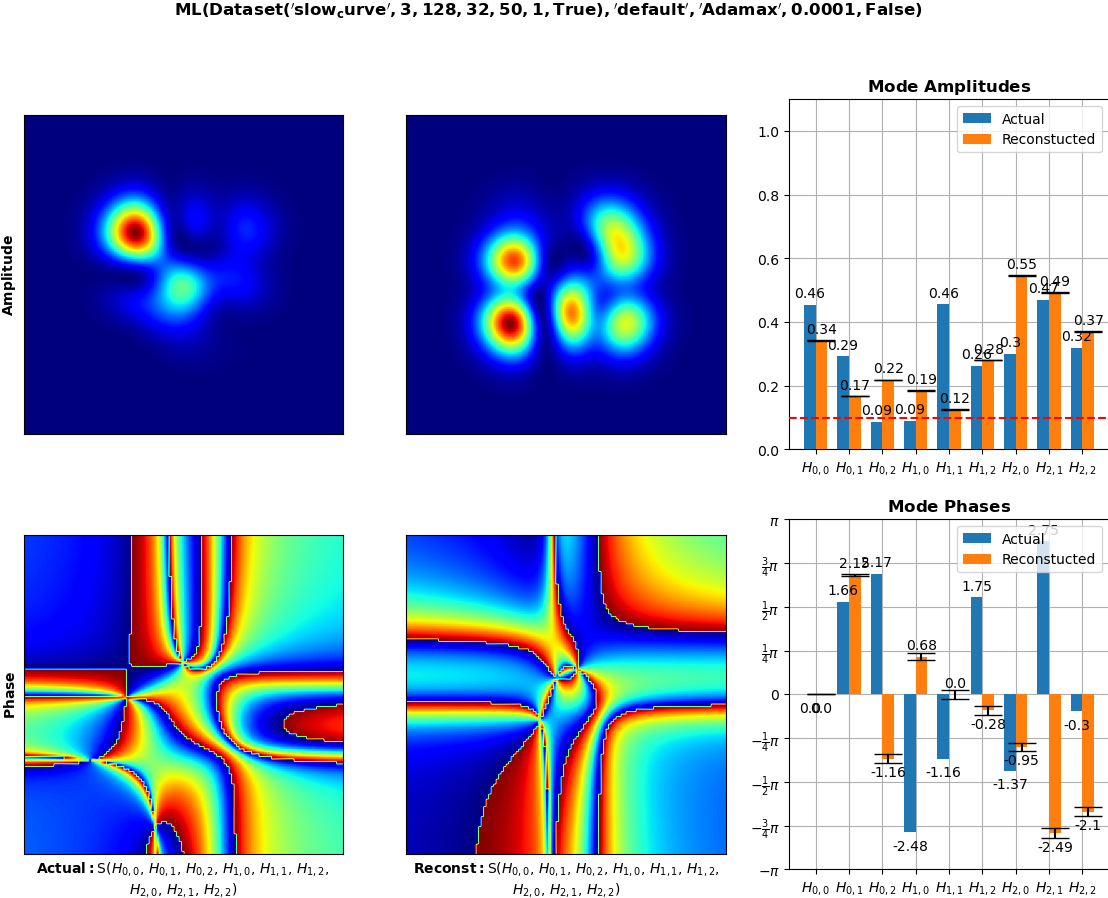 ML(Dataset('slow_curve', 3, 128, 32, 50, 1, True), 'default', 'Adamax', 0.0001, False)
Amplitude
Mode Amplitudes
Actual
Reconstucted
1.0
0.8
0.6
0.4
0.2
0.0
0.46
0.34
0.29
0.17
0.09
0.22
0.09
0.19
0.46
0.12
0.26
0.28
0.3
0.55
0.47
0.49
0.32
0.37
H0,0 H0,1 H0,2 H1,0 H1,1 H1,2 H2,0 H2,1 H2,2
Phase
Mode Phases
Actual
Reconstucted
π
3/4π
1/2π
1/4π
0
−1/4π
−1/2π
−3/4π
−π
0.0
0.0
1.66
2.15
2.17
-1.16
-2.48
0.68
-1.16
0.0
1.75
-0.28
-1.37
-0.95
2.75
-2.49
-0.3
-2.1
H0,0 H0,1 H0,2 H1,0 H1,1 H1,2 H2,0 H2,1 H2,2
Actual: S(H0,0, H0,1, H0,2, H1,0, H1,1, H1,2,
H2,0, H2,1, H2,2)
Reconst: S(H0,0, H0,1, H0,2, H1,0, H1,1, H1,2,
H2,0, H2,1, H2,2)